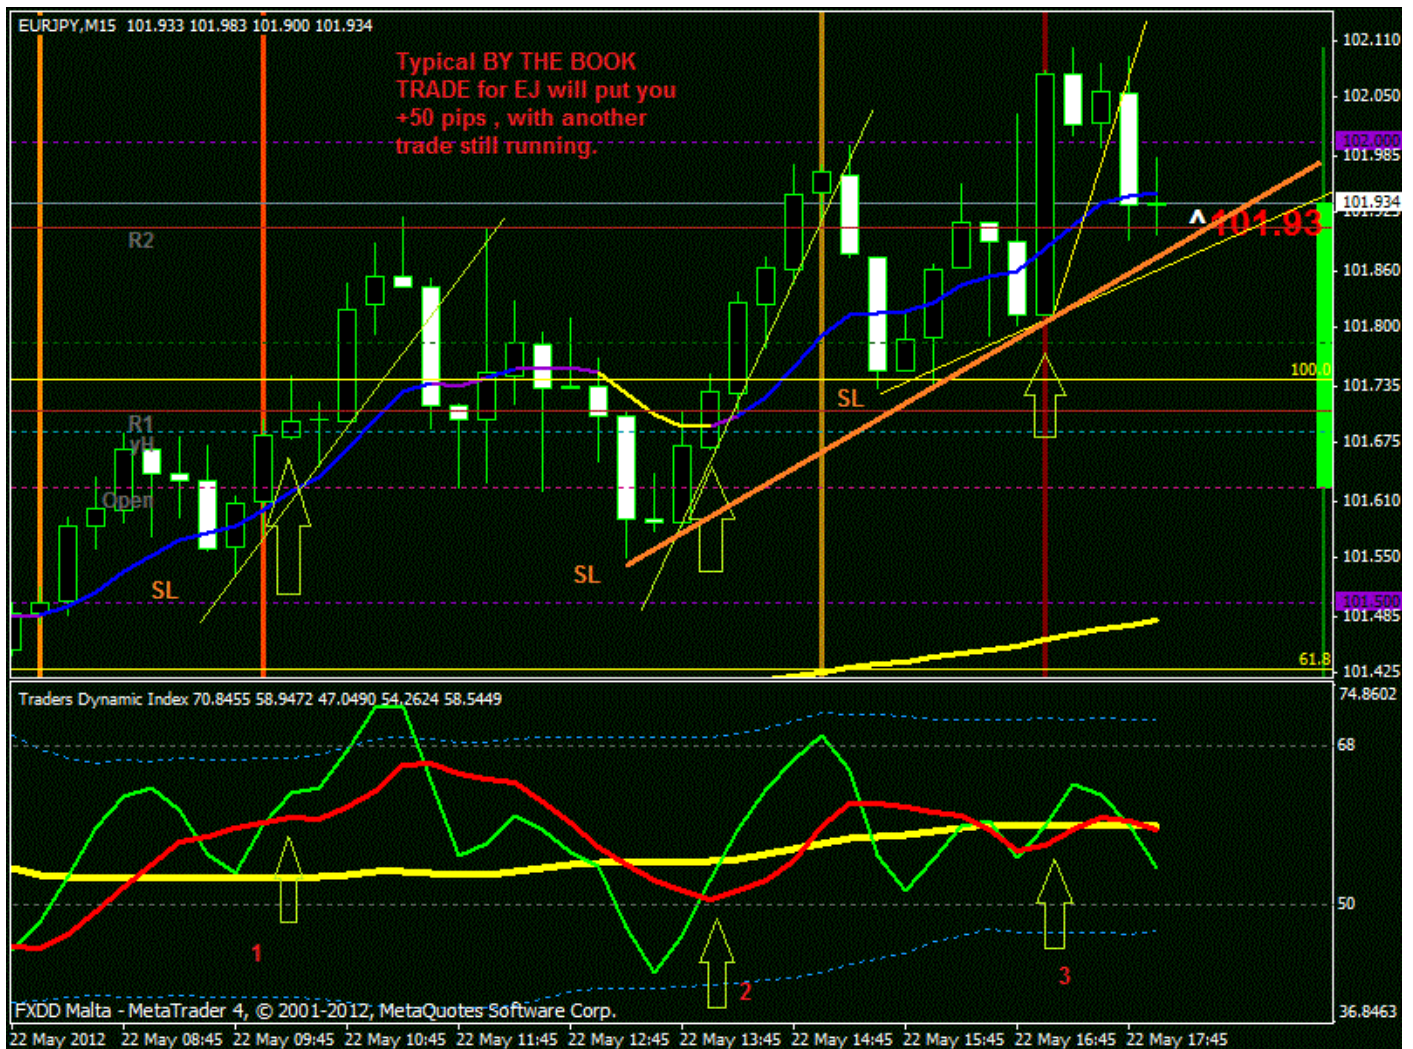 EURJPY,M15 101.933 101.983 101.900 101.934
Typical BY THE BOOK
TRADE for EJ will put you
+50 pips , with another
trade still running.
102.110
102.050
102.000
101.985
101.934
101.925
^101.93
R2
101.860
101.800
100.0
101.735
SL
R1
yH
101.675
Open
101.610
101.550
SL
SL
101.500
101.485
61.8
101.425
Traders Dynamic Index 70.8455 58.9472 47.0490 54.2624 58.5449
74.8602
68
50
1
2
3
36.8463
FXDD Malta - MetaTrader 4, © 2001-2012, MetaQuotes Software Corp.
22 May 2012 22 May 08:45 22 May 09:45 22 May 10:45 22 May 11:45 22 May 12:45 22 May 13:45 22 May 14:45 22 May 15:45 22 May 16:45 22 May 17:45